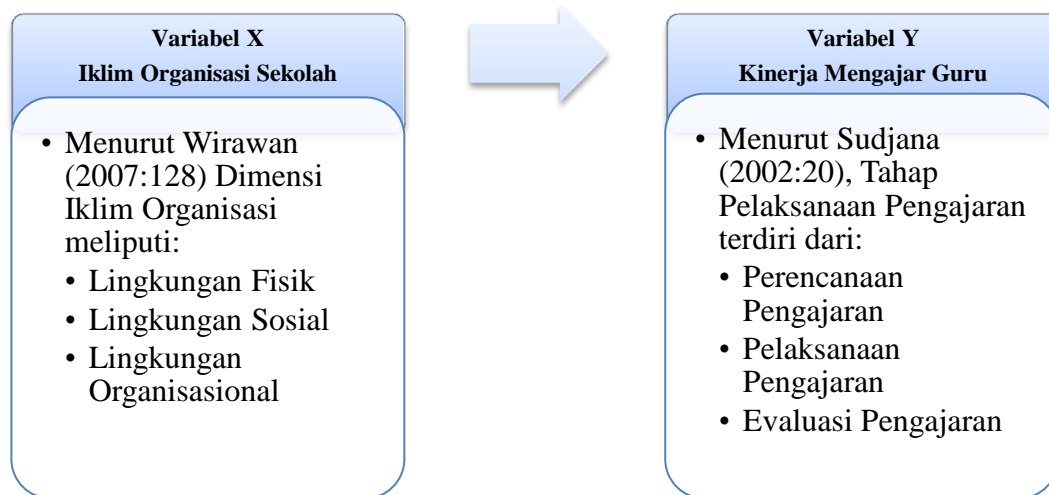 Variabel X
Iklim Organisasi Sekolah
• Menurut Wirawan
(2007:128) Dimensi
Iklim Organisasi
meliputi:
• Lingkungan Fisik
• Lingkungan Sosial
• Lingkungan
Organisasional
Variabel Y
Kinerja Mengajar Guru
• Menurut Sudjana
(2002:20), Tahap
Pelaksanaan Pengajaran
terdiri dari:
• Perencanaan
Pengajaran
• Pelaksanaan
Pengajaran
• Evaluasi Pengajaran